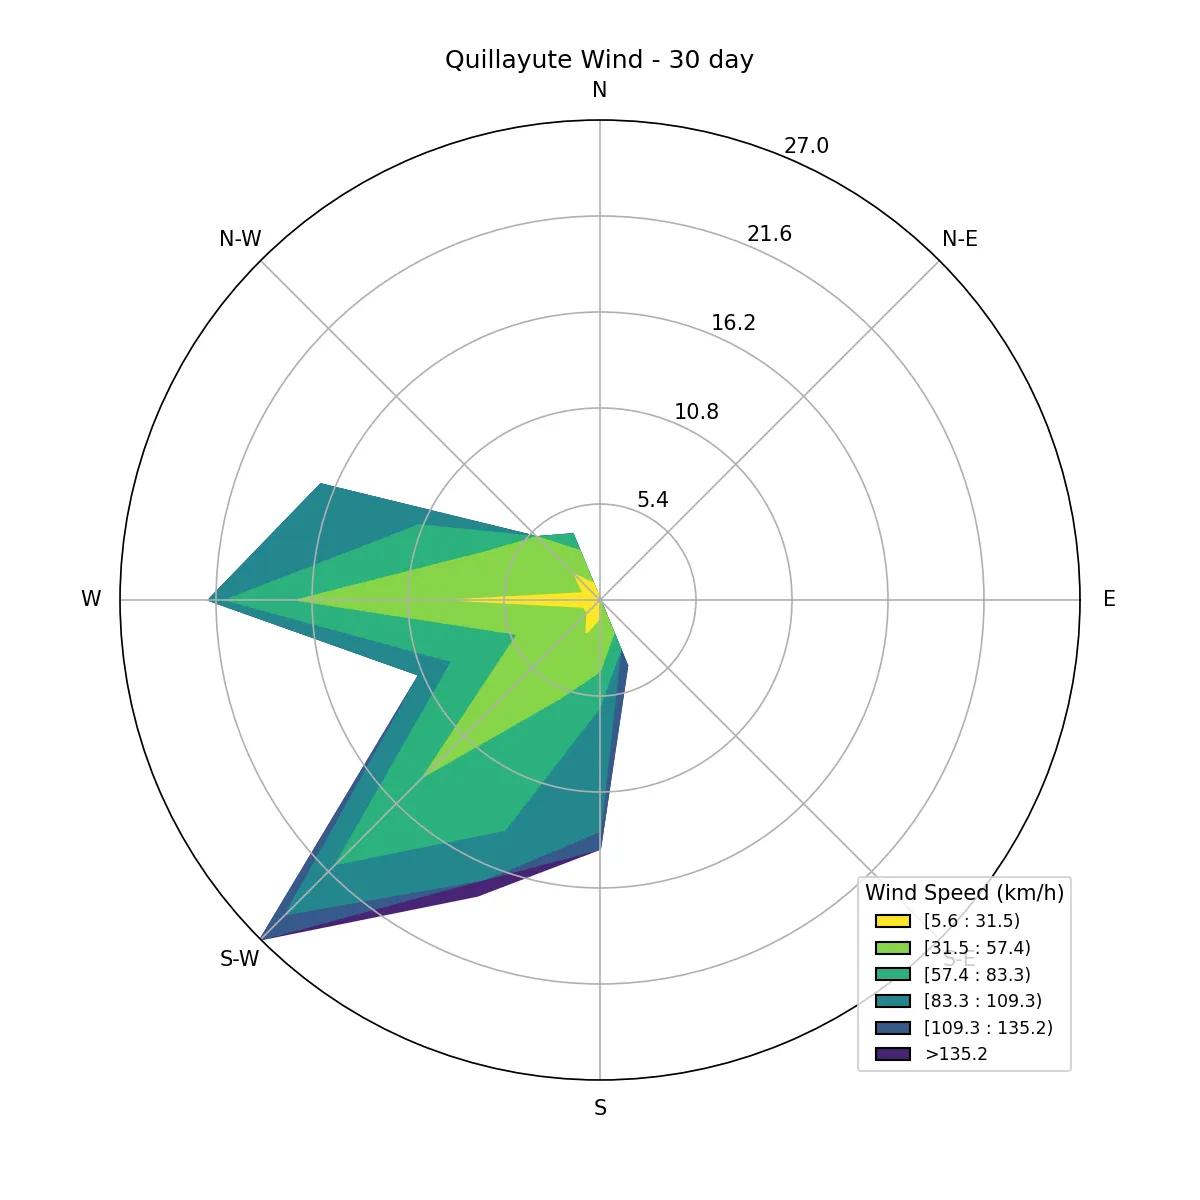 Quillayute Wind - 30 day
N
27.0
N-W
N-E
21.6
16.2
10.8
5.4
W
E
S-W
S-E
Wind Speed (km/h)
[5.6 : 31.5)
[31.5 : 57.4)
[57.4 : 83.3)
[83.3 : 109.3)
[109.3 : 135.2)
>135.2
S